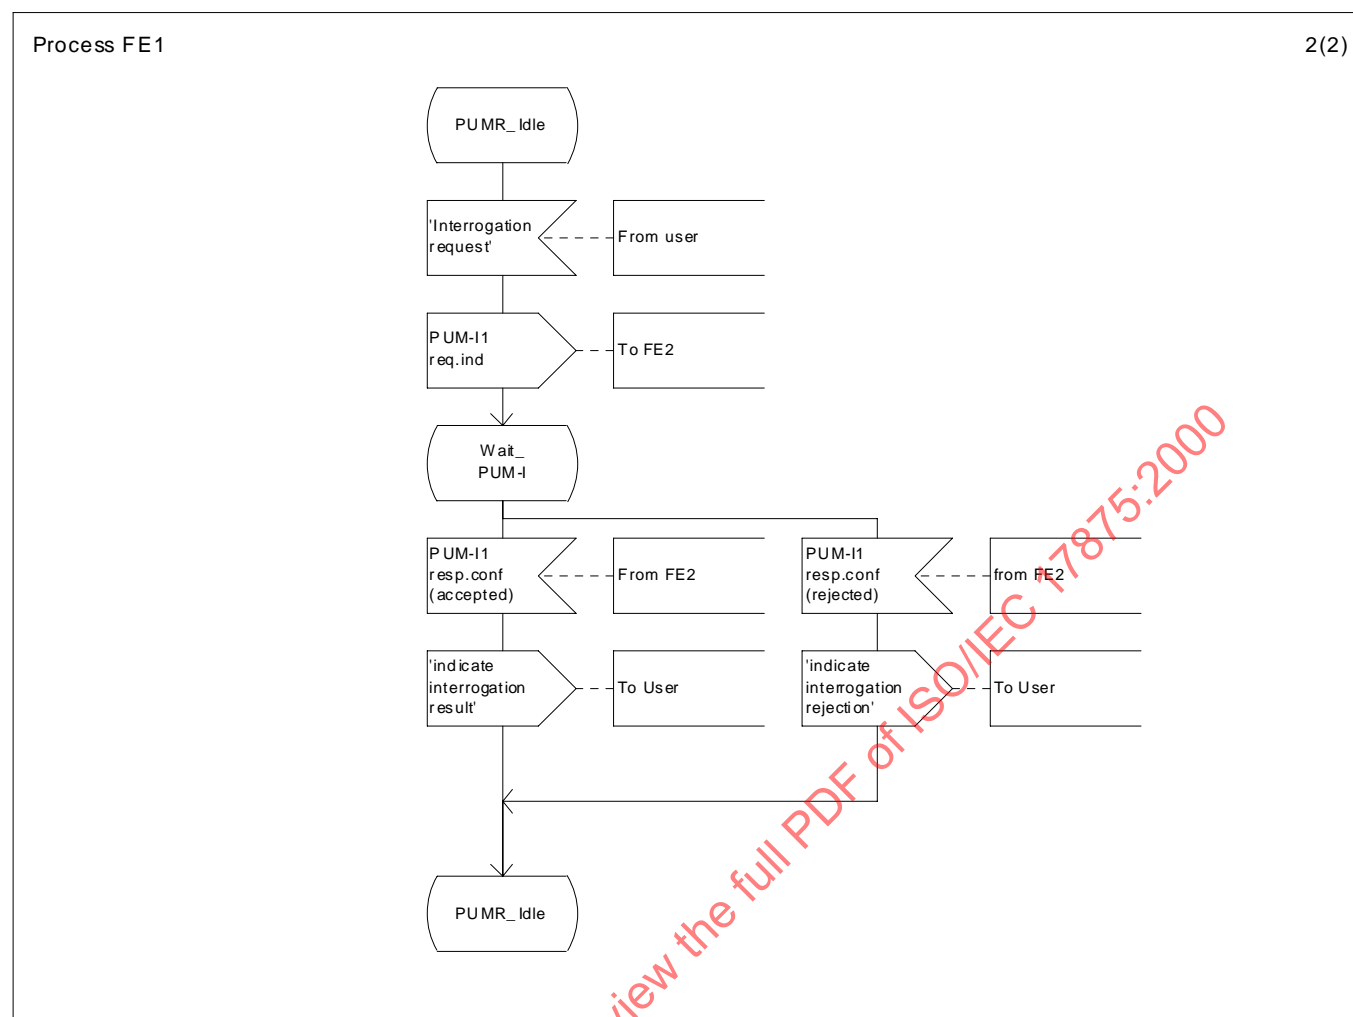 Process FE1
2(2)
PUMR_Idle
'Interrogation
request'
From user
PUM-I1
req.ind
To FE2
Wait_
PUM-I
PUM-I1
resp.conf
(accepted)
From FE2
PUM-I1
resp.conf
(rejected)
from FE2
'indicate
interrogation
result'
To User
'indicate
interrogation
rejection'
To User
PUMR_Idle
view the full PDF of ISO/IEC 17875:2000